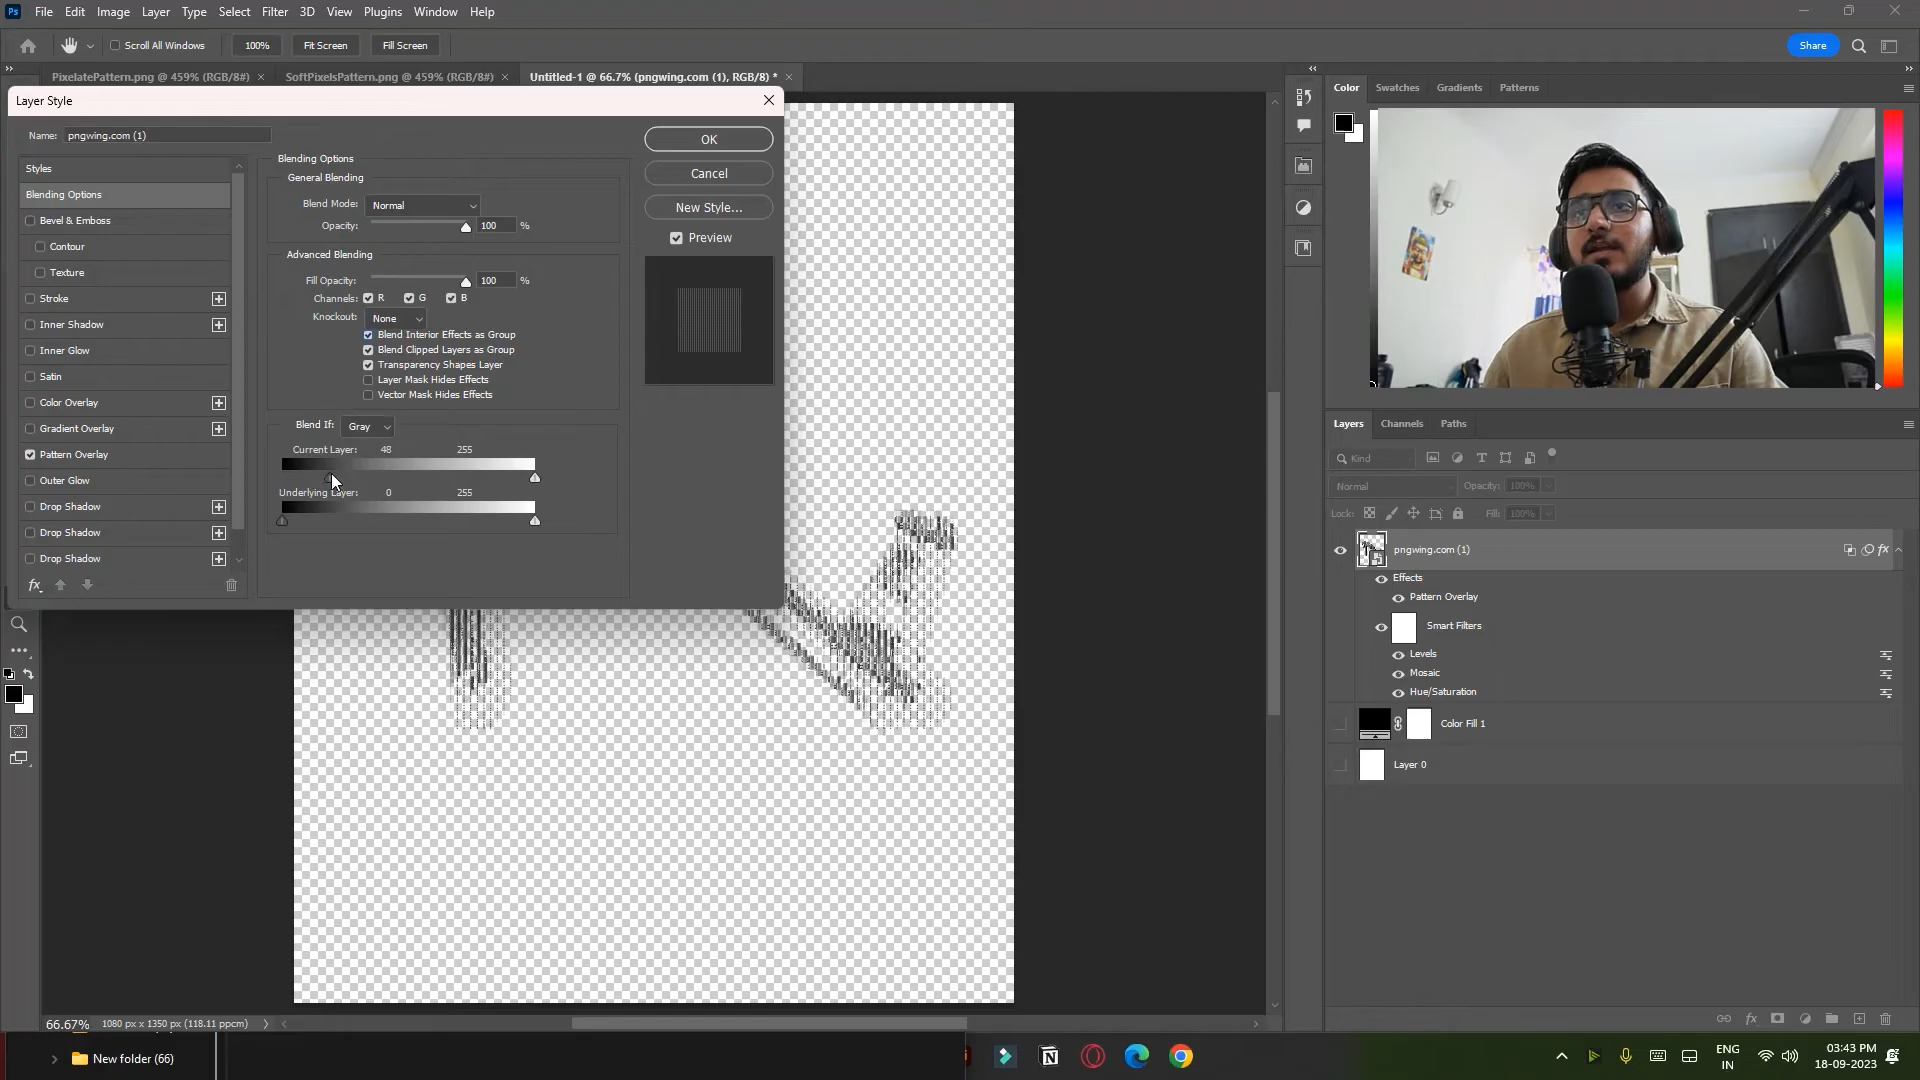 Ps File Edit Image Layer Type Select Filter 3D View Plugins Window Help
Scroll All Windows 100% Fit Screen Fill Screen Share
PixelatePattern.png @ 459% (RGB/8#) × SoftPixelsPattern.png @ 459% (RGB/8#) × Untitled-1 @ 66.7% (pngwing.com (1), RGB/8) * ×
Layer Style
Name: pngwing.com (1)
Styles
Blending Options
Bevel & Emboss
Contour
Texture
Stroke
Inner Shadow
Inner Glow
Satin
Color Overlay
Gradient Overlay
Pattern Overlay
Outer Glow
Drop Shadow
Drop Shadow
Drop Shadow
fx
Blending Options
General Blending
Blend Mode: Normal
Opacity: 100 %
Advanced Blending
Fill Opacity: 100 %
Channels: R G B
Knockout: None
Blend Interior Effects as Group
Blend Clipped Layers as Group
Transparency Shapes Layer
Layer Mask Hides Effects
Vector Mask Hides Effects
Blend If: Gray
Current Layer: 48 255
Underlying Layer: 0 255
OK
Cancel
New Style...
Preview
Color Swatches Gradients Patterns
Layers Channels Paths
Kind
Normal Opacity: 100%
Lock: Fill: 100%
pngwing.com (1) fx
Effects
Pattern Overlay
Smart Filters
Levels
Mosaic
Hue/Saturation
Color Fill 1
Layer 0
fx
66.67% 1080 px x 1350 px (118.11 ppcm)
New folder (66)
ENG
IN
03:43 PM
18-09-2023